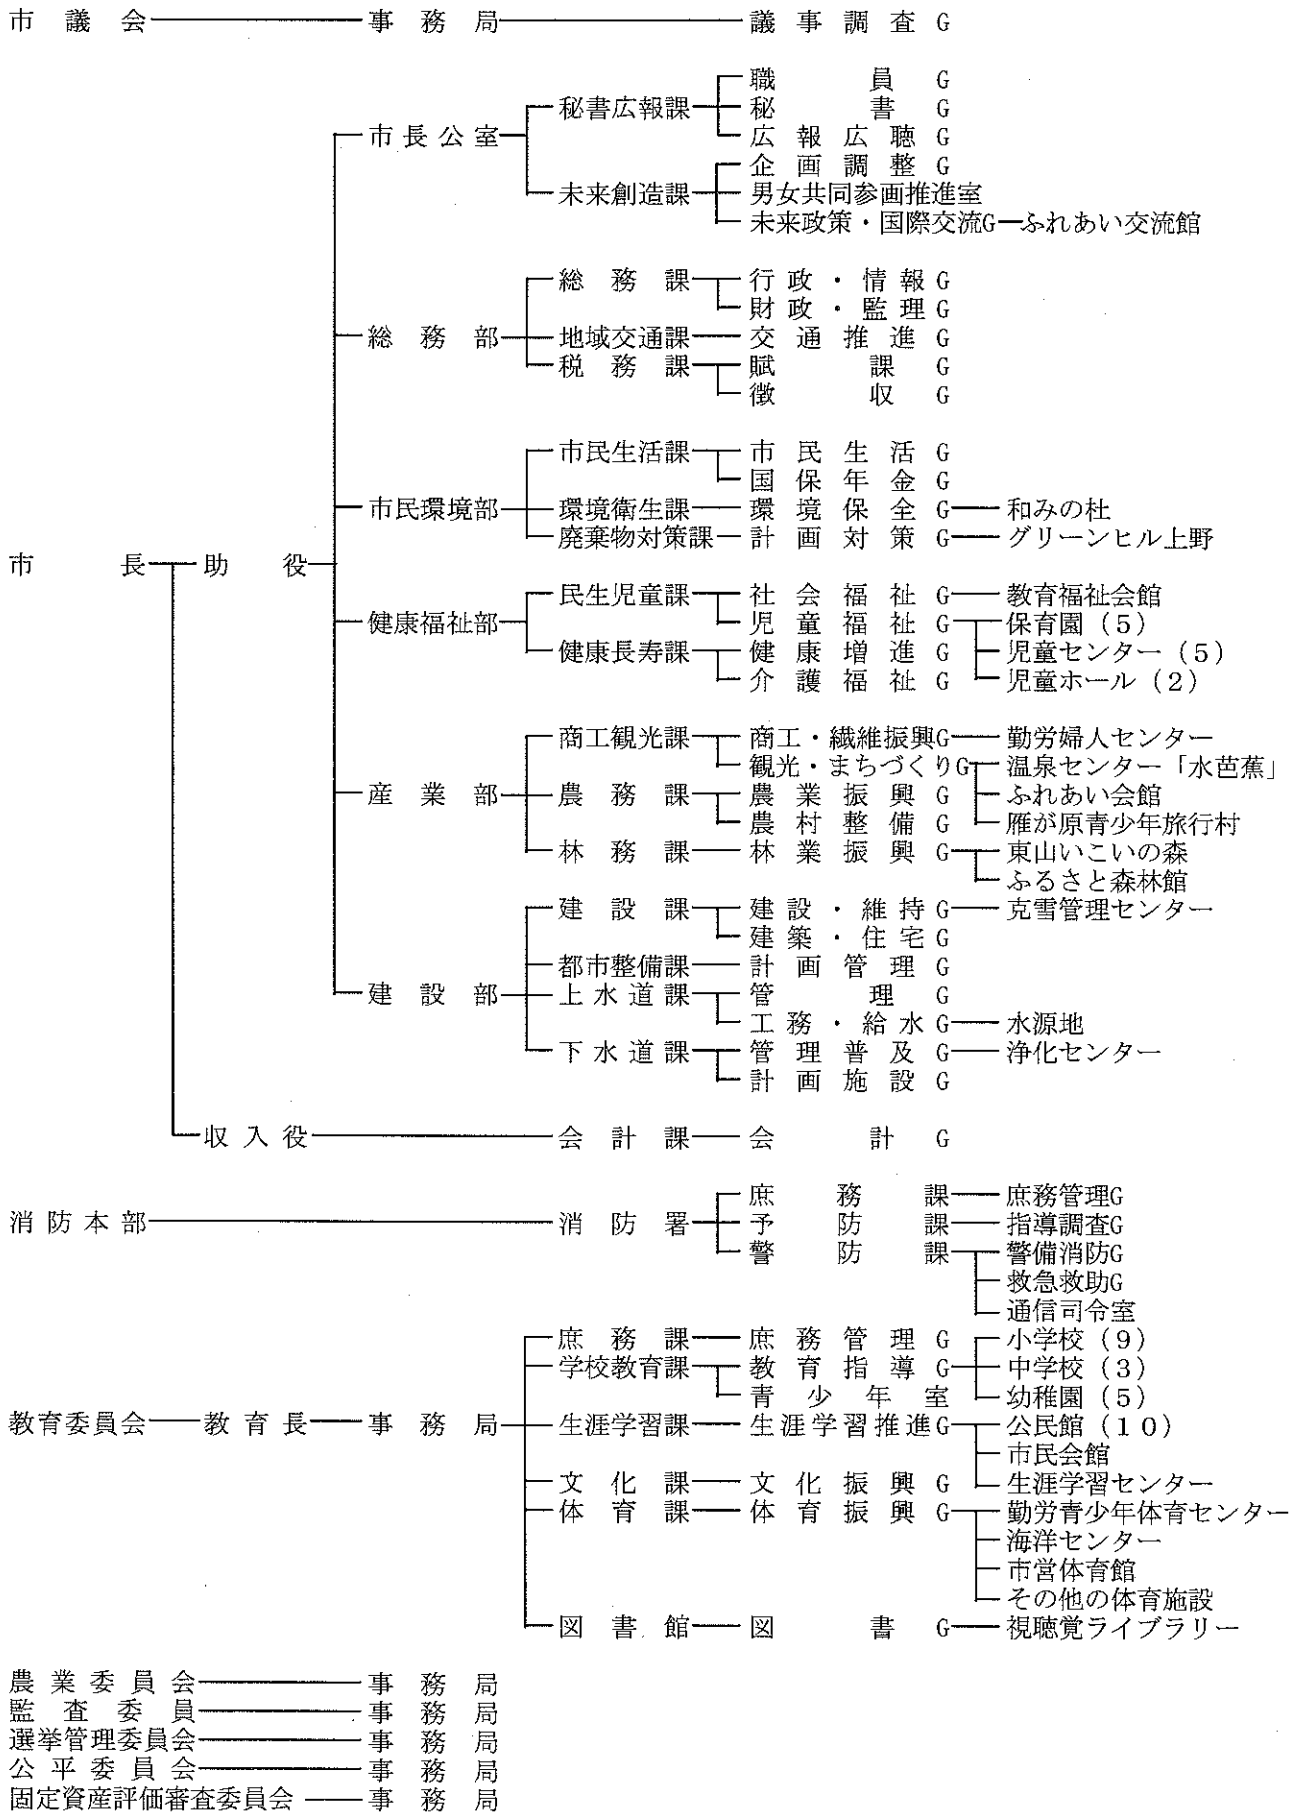 市議会 事務局 議事調査G
職員G
秘書広報課 秘書G
市長公室 広報広聴G
企画調整G
未来創造課 男女共同参画推進室
未来政策・国際交流G ふれあい交流館
総務課 行政・情報G
財政・監理G
総務部 地域交通課 交通推進G
税務課 賦課G
徴収G
市民生活課 市民生活G
国保年金G
市民環境部 環境衛生課 環境保全G 和みの杜
廃棄物対策課 計画対策G グリーンヒル上野
市長 助役
民生児童課 社会福祉G 教育福祉会館
健康福祉部 児童福祉G 保育園(5)
健康長寿課 健康増進G 児童センター(5)
介護福祉G 児童ホール(2)
商工観光課 商工・繊維振興G 勤労婦人センター
観光・まちづくりG 温泉センター「水芭蕉」
産業部 農務課 農業振興G ふれあい会館
農村整備G 雁が原青少年旅行村
林務課 林業振興G 東山いこいの森
ふるさと森林館
建設課 建設・維持G 克雪管理センター
建築・住宅G
都市整備課 計画管理G
建設部 上水道課 管理G
工務・給水G 水源地
下水道課 管理普及G 浄化センター
計画施設G
収入役 会計課 会計G
庶務課 庶務管理G
消防本部 消防署 予防課 指導調査G
警防課 警備消防G
救急救助G
通信司令室
庶務課 庶務管理G 小学校(9)
学校教育課 教育指導G 中学校(3)
青少年室 幼稚園(5)
教育委員会 教育長 事務局 生涯学習課 生涯学習推進G 公民館(10)
市民会館
文化課 文化振興G 生涯学習センター
体育課 体育振興G 勤労青少年体育センター
海洋センター
市営体育館
その他の体育施設
図書館 図書G 視聴覚ライブラリー
農業委員会 事務局
監査委員 事務局
選挙管理委員会 事務局
公平委員会 事務局
固定資産評価審査委員会 事務局